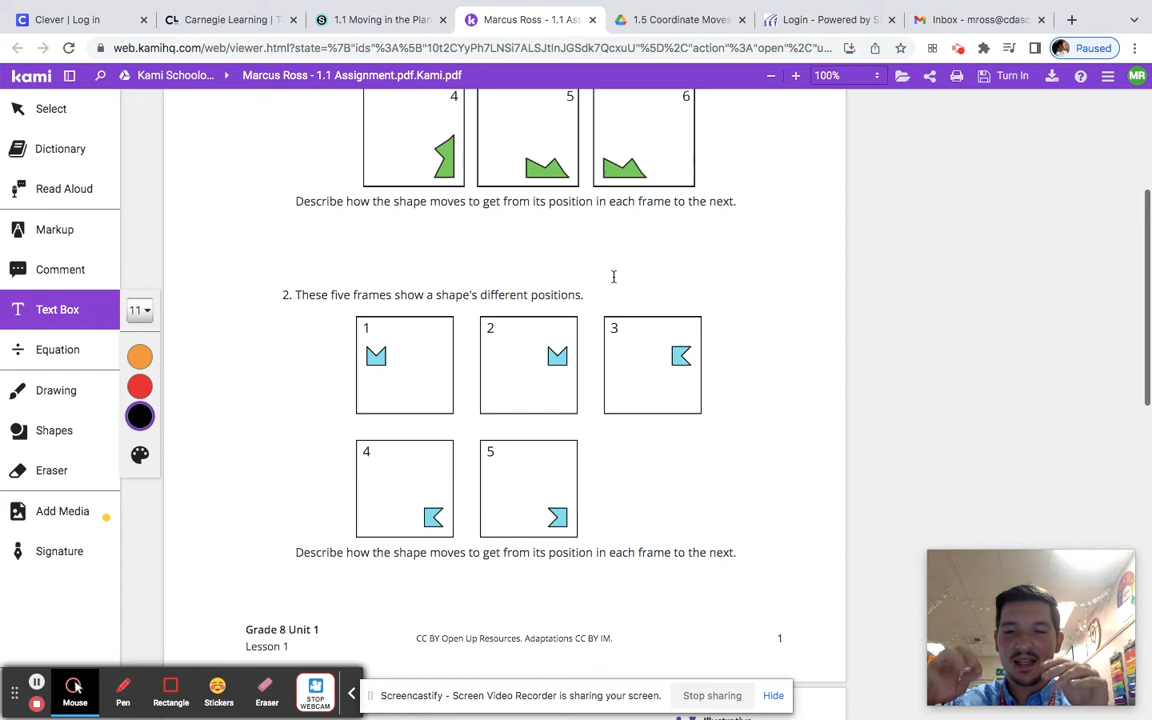 Clever | Log in
Carnegie Learning | T
1.1 Moving in the Plan
Marcus Ross - 1.1 Ass
1.5 Coordinate Moves
Login - Powered by S
Inbox - mross@cdasc
web.kamihq.com/web/viewer.html?state=%7B"ids"%3A%5B"10t2CYyPh7LNSi7ALSJtInJGSdk7QcxuU"%5D%2C"action"%3A"open"%2C"u...
Paused
kami
Kami Schoolo...
Marcus Ross - 1.1 Assignment.pdf.Kami.pdf
100%
Turn In
MR
Select
Dictionary
Read Aloud
Markup
Comment
Text Box
11
Equation
Drawing
Shapes
Eraser
Add Media
Signature
4 5 6
Describe how the shape moves to get from its position in each frame to the next.
2. These five frames show a shape's different positions.
1 2 3
4 5
Describe how the shape moves to get from its position in each frame to the next.
Grade 8 Unit 1
Lesson 1
CC BY Open Up Resources. Adaptations CC BY IM.
1
Mouse
Pen
Rectangle
Stickers
Eraser
STOP WEBCAM
Screencastify - Screen Video Recorder is sharing your screen.
Stop sharing
Hide